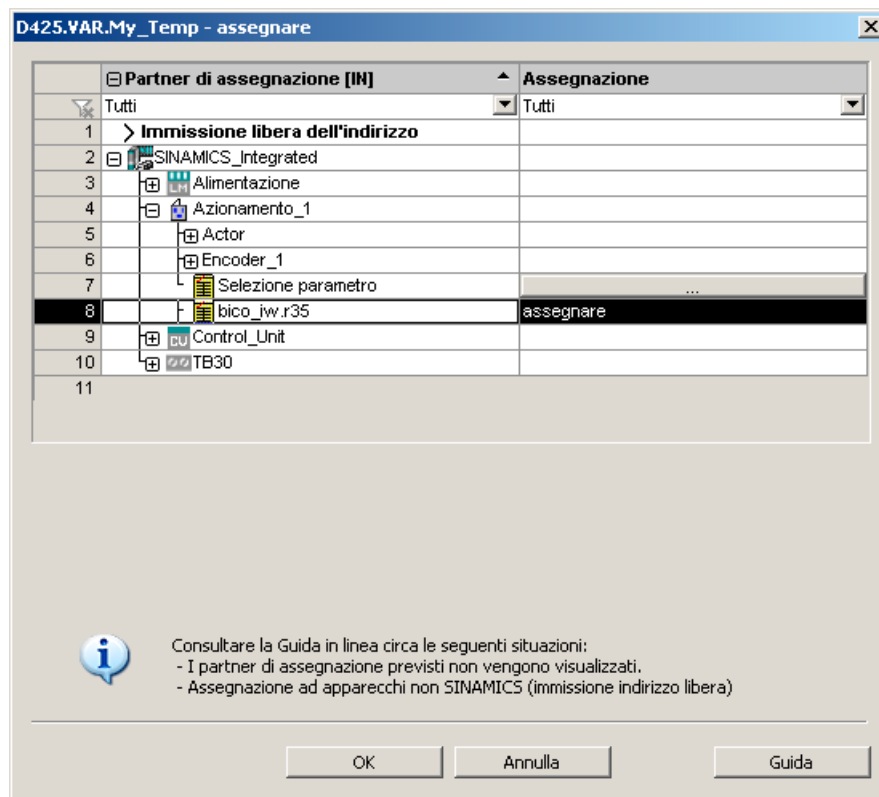 D425.VAR.My_Temp - assegnare
Partner di assegnazione [IN] Assegnazione
Tutti Tutti
1 Immissione libera dell'indirizzo
2 SINAMICS_Integrated
3 LM Alimentazione
4 Azionamento_1
5 Actor
6 Encoder_1
7 Selezione parametro ...
8 bico_iw.r35 assegnare
9 CU Control_Unit
10 TB30
11
Consultare la Guida in linea circa le seguenti situazioni:
- I partner di assegnazione previsti non vengono visualizzati.
- Assegnazione ad apparecchi non SINAMICS (immissione indirizzo libera)
OK Annulla Guida